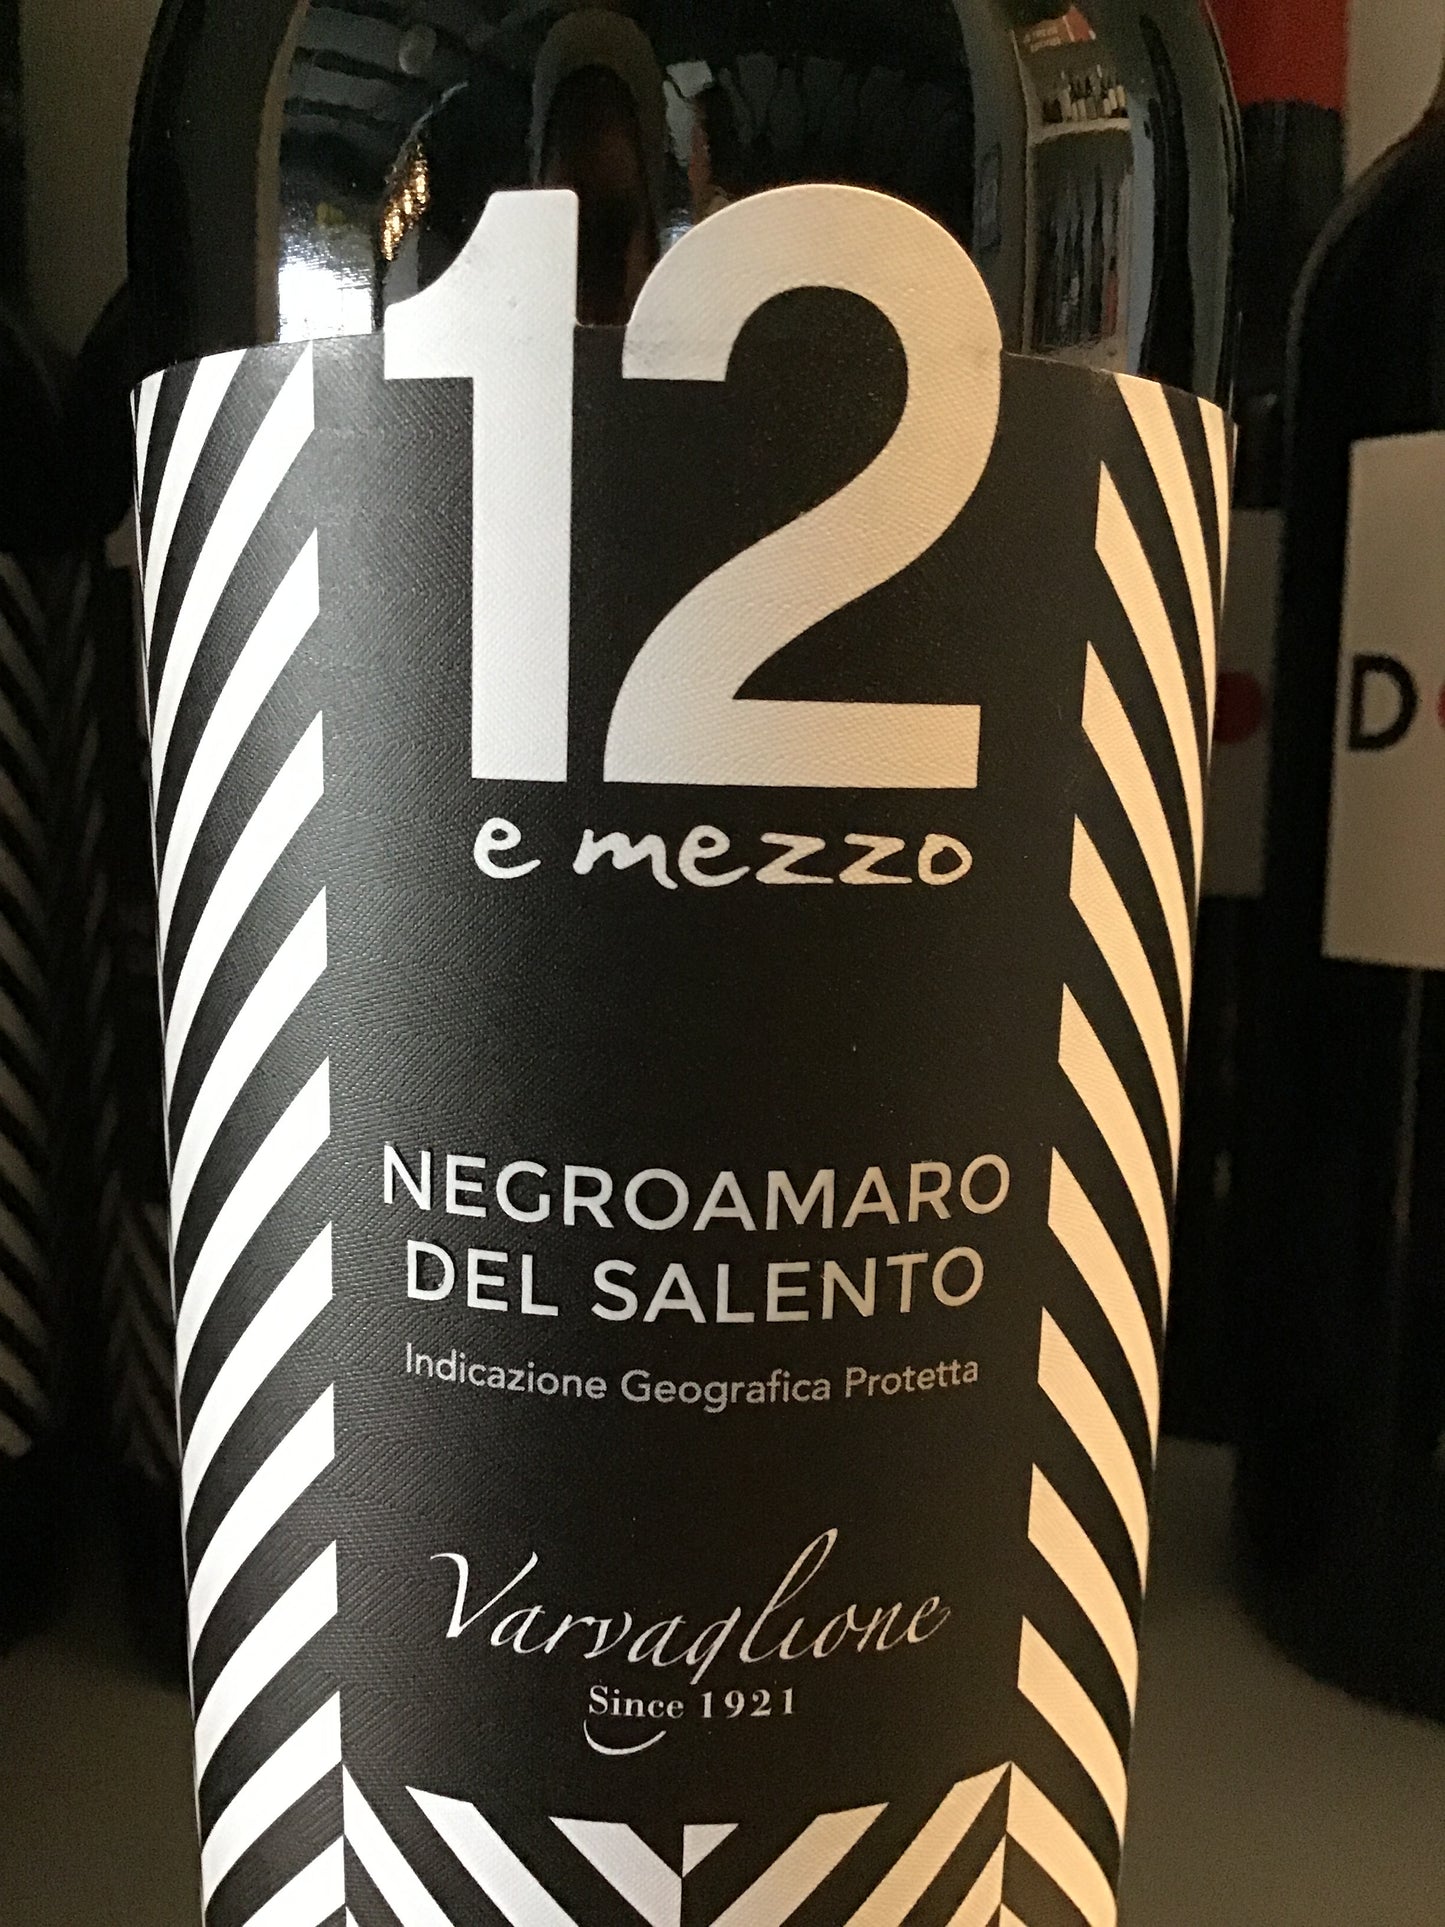 12
e mezzo
NEGROAMARO
DEL SALENTO
Indicazione Geografica Protetta
Varvaglione
Since 1921
D